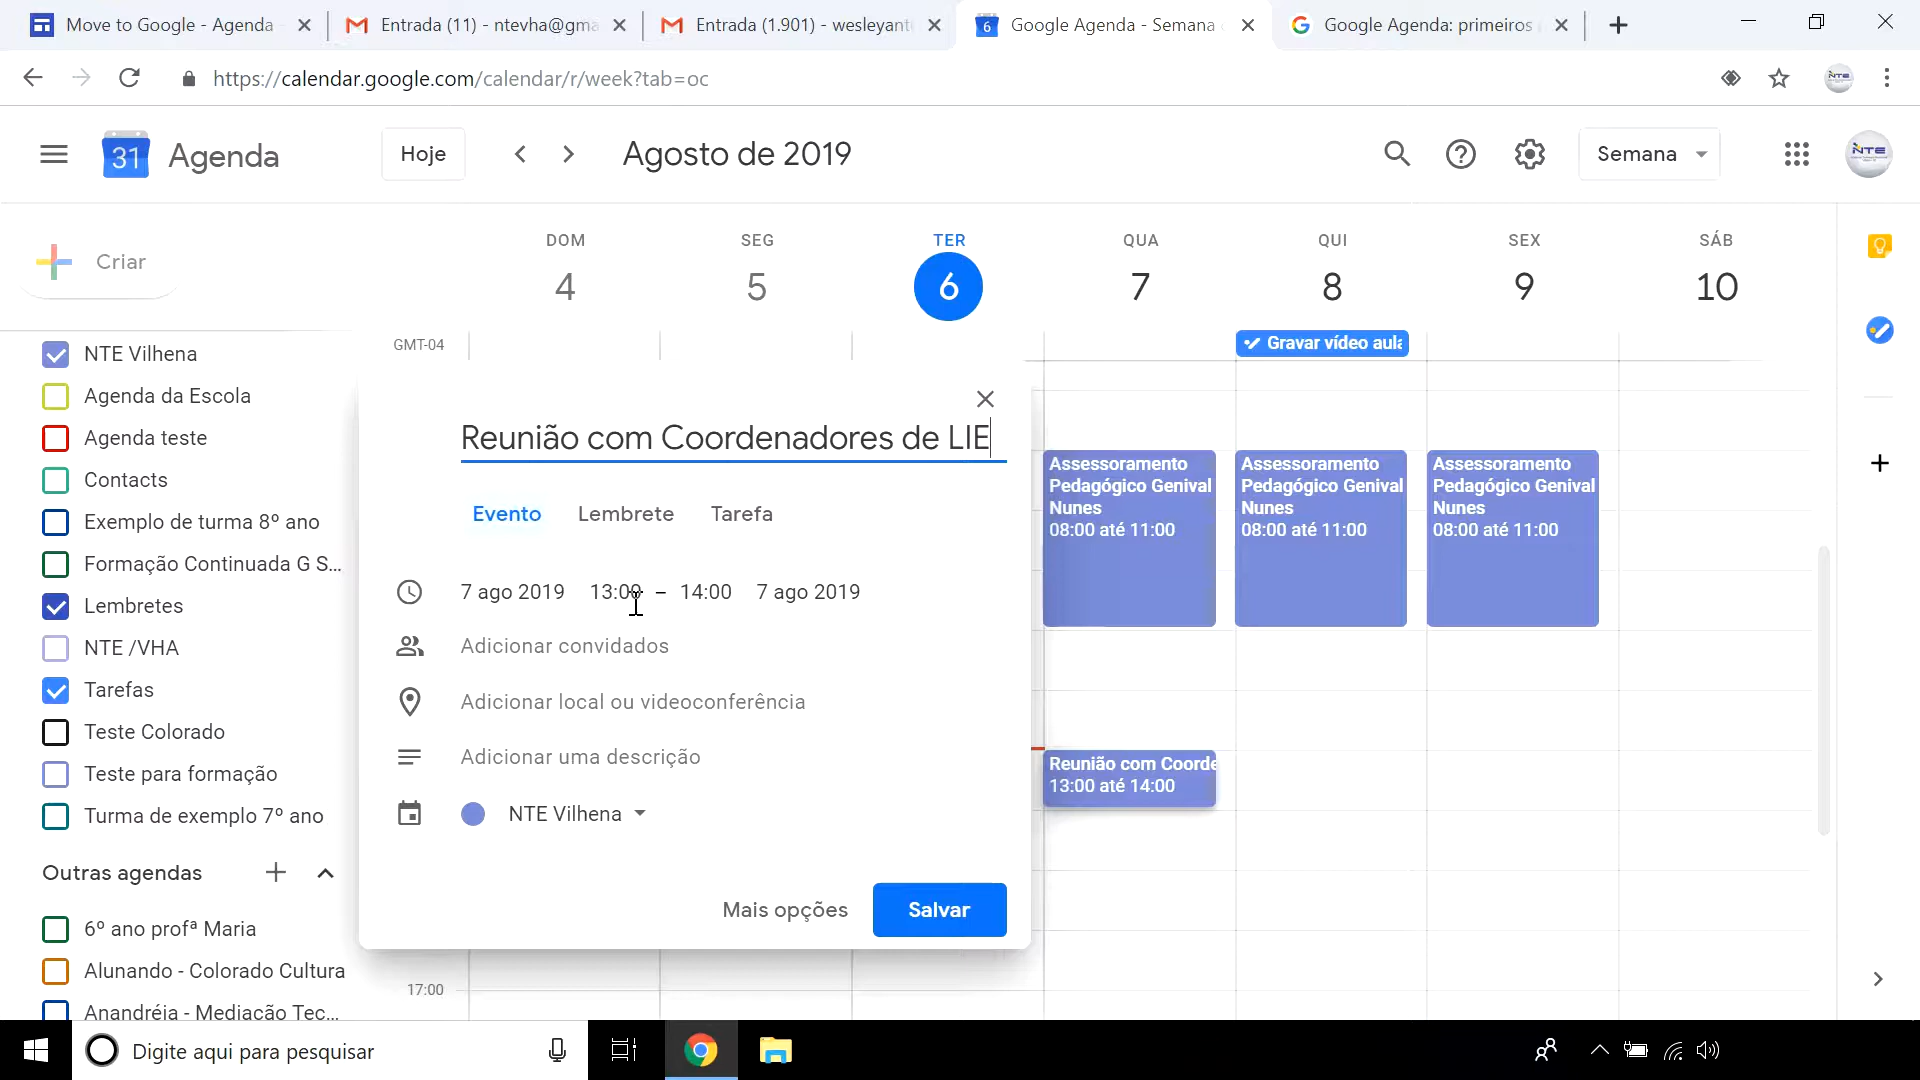 Move to Google - Agenda
Entrada (11) - ntevha@gma
Entrada (1.901) - wesleyant
Google Agenda - Semana
Google Agenda: primeiros
https://calendar.google.com/calendar/r/week?tab=oc
31
Agenda
Hoje
Agosto de 2019
Semana
NTE
Criar
DOM
SEG
TER
QUA
QUI
SEX
SÁB
4
5
6
7
8
9
10
GMT-04
Gravar vídeo aula
NTE Vilhena
Agenda da Escola
Agenda teste
Contacts
Exemplo de turma 8º ano
Formação Continuada G S...
Lembretes
NTE /VHA
Tarefas
Teste Colorado
Teste para formação
Turma de exemplo 7º ano
Outras agendas
6º ano profª Maria
Alunando - Colorado Cultura
Anandréia - Mediação Tec...
Reunião com Coordenadores de LIE
Evento
Lembrete
Tarefa
7 ago 2019 13:00 – 14:00 7 ago 2019
Adicionar convidados
Adicionar local ou videoconferência
Adicionar uma descrição
NTE Vilhena
Mais opções
Salvar
Assessoramento
Pedagógico Genival
Nunes
08:00 até 11:00
Assessoramento
Pedagógico Genival
Nunes
08:00 até 11:00
Assessoramento
Pedagógico Genival
Nunes
08:00 até 11:00
Reunião com Coorde
13:00 até 14:00
17:00
Digite aqui para pesquisar